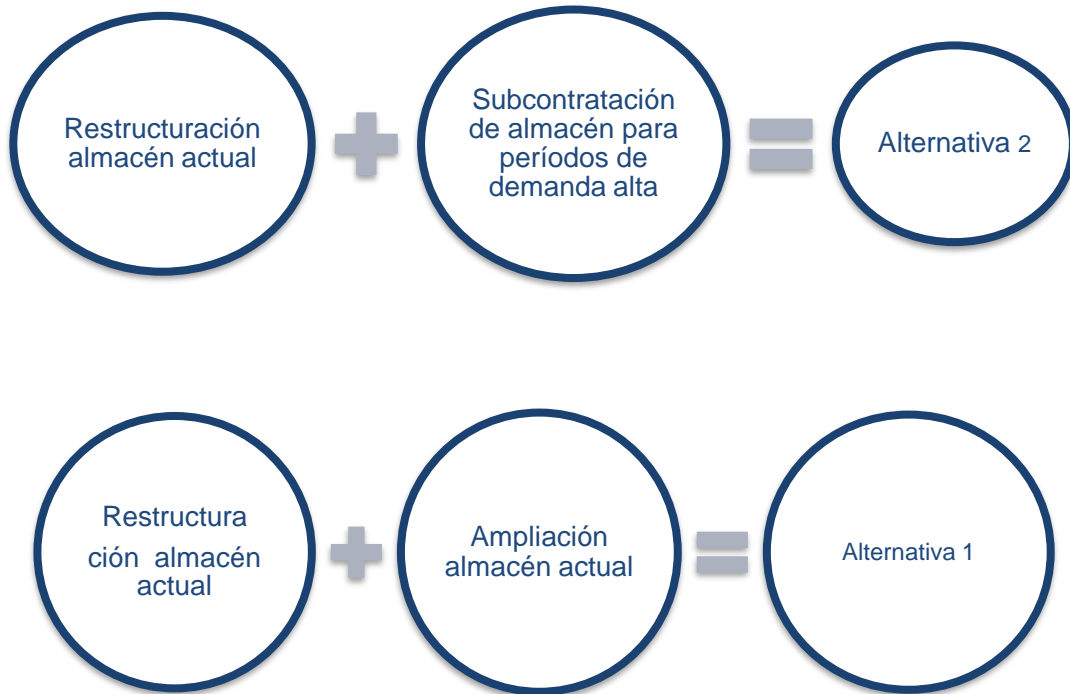 Restructuración
almacén actual
Subcontratación
de almacén para
períodos de
demanda alta
Alternativa 2
Restructura
ción almacén
actual
Ampliación
almacén actual
Alternativa 1